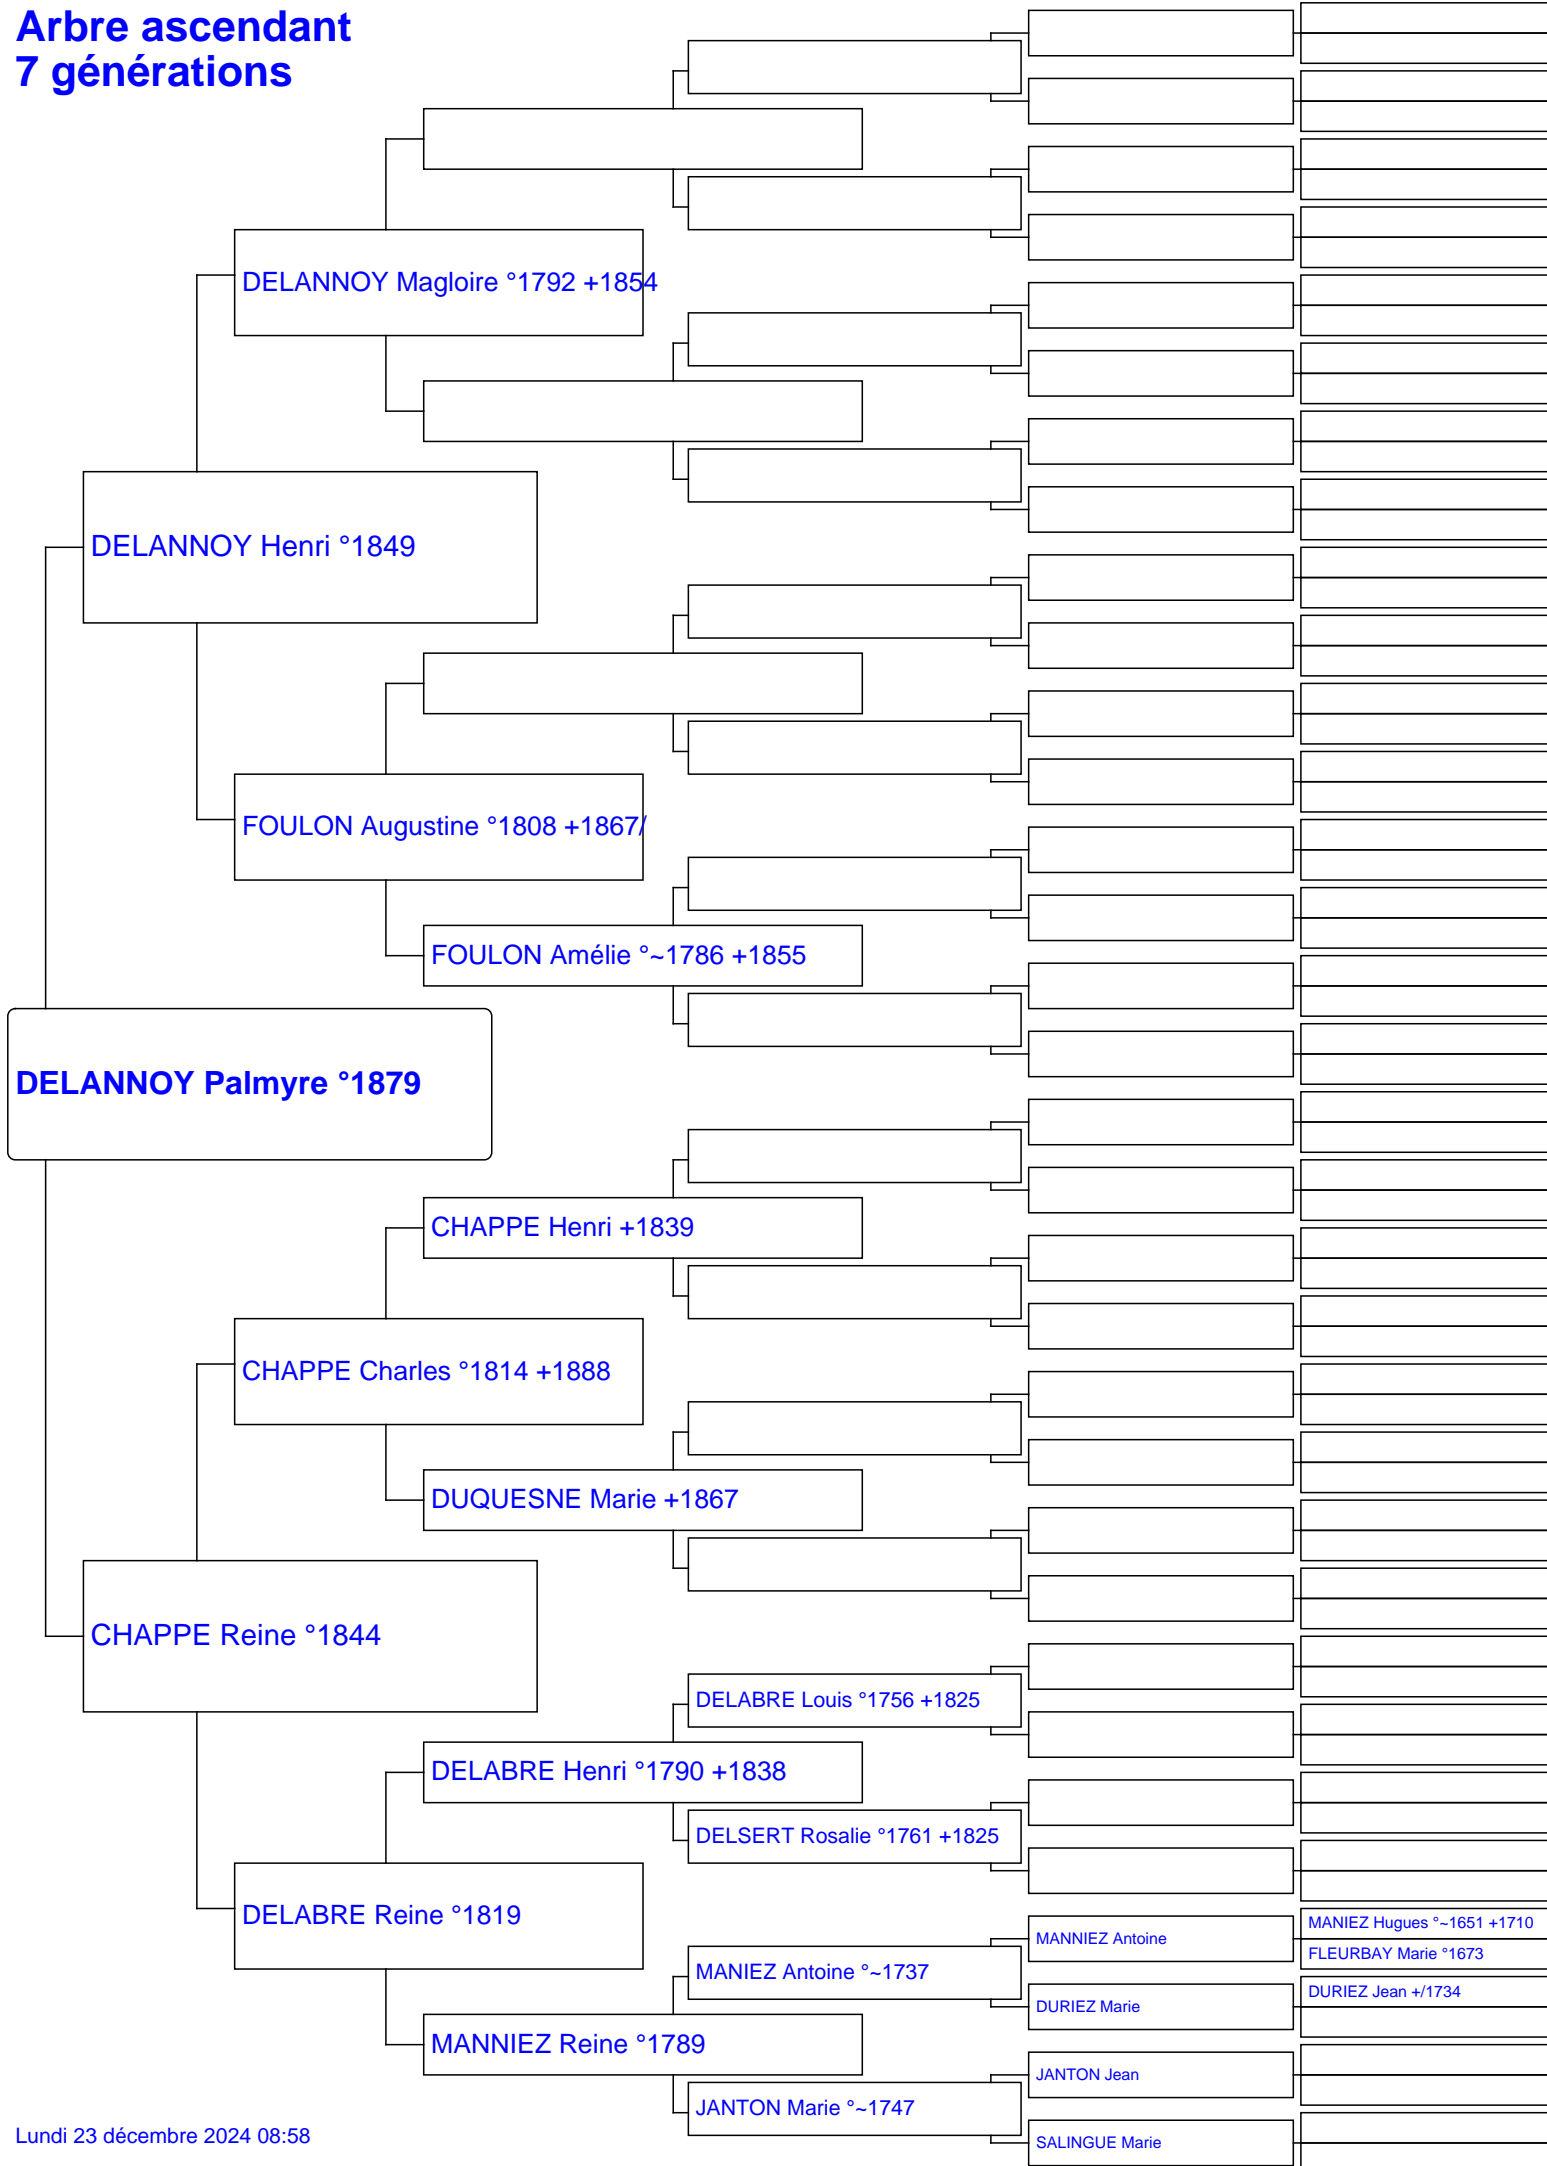 Arbre ascendant
7 générations
DELANNOY Magloire °1792 +1854
DELANNOY Henri °1849
FOULON Augustine °1808 +1867/
FOULON Amélie °~1786 +1855
DELANNOY Palmyre °1879
CHAPPE Henri +1839
CHAPPE Charles °1814 +1888
DUQUESNE Marie +1867
CHAPPE Reine °1844
DELABRE Louis °1756 +1825
DELABRE Henri °1790 +1838
DELSERT Rosalie °1761 +1825
DELABRE Reine °1819
MANIEZ Hugues °~1651 +1710
MANNIEZ Antoine
FLEURBAY Marie °1673
MANIEZ Antoine °~1737
DURIEZ Jean +/1734
DURIEZ Marie
MANNIEZ Reine °1789
JANTON Jean
JANTON Marie °~1747
SALINGUE Marie
Lundi 23 décembre 2024 08:58